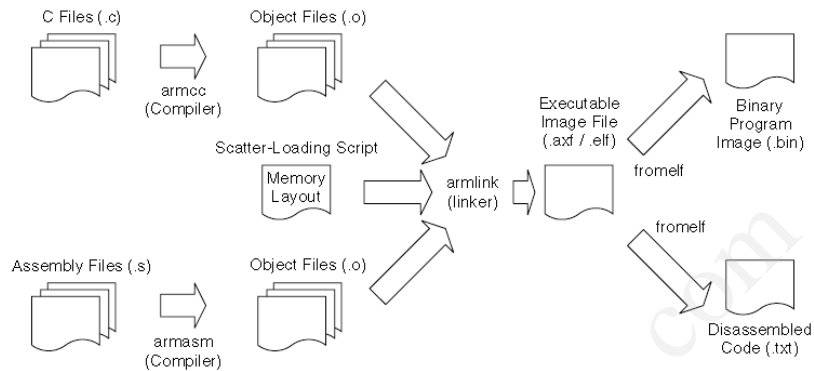 C Files (.c)
Object Files (.o)
armcc
(Compiler)
Scatter-Loading Script
Memory
Layout
armlink
(linker)
Executable
Image File
(.axf / .elf)
fromelf
Binary
Program
Image (.bin)
fromelf
Assembly Files (.s)
Object Files (.o)
armasm
(Compiler)
Disassembled
Code (.txt)
com